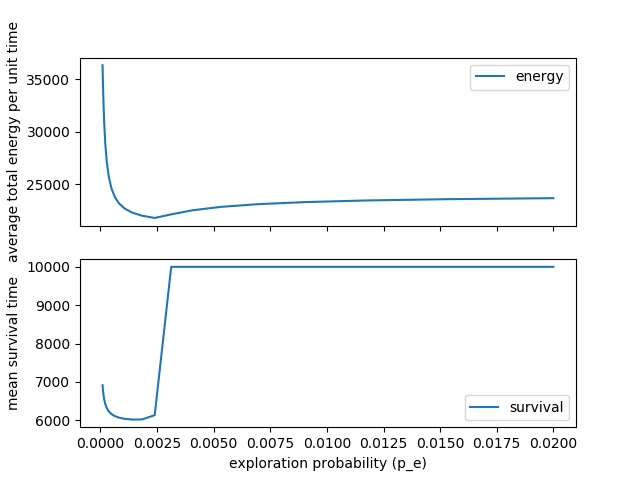 average total energy per unit time
35000
30000
25000
energy
mean survival time
10000
9000
8000
7000
6000
survival
0.0000 0.0025 0.0050 0.0075 0.0100 0.0125 0.0150 0.0175 0.0200
exploration probability (p_e)